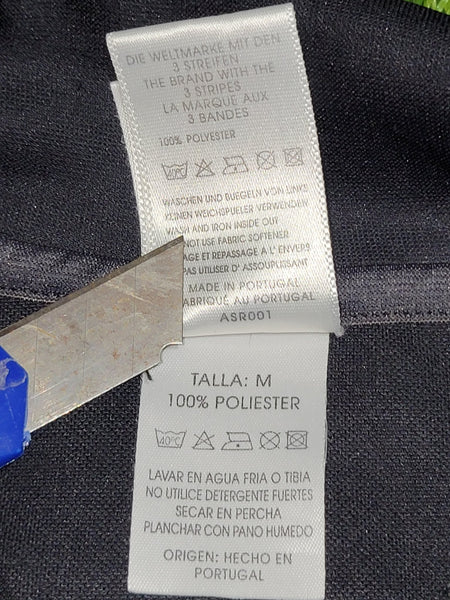 DIE WELTMARKE MIT DEN
3 STREIFEN
THE BRAND WITH THE
3 STRIPES
LA MARQUE AUX
3 BANDES
100% POLYESTER
WASCHEN UND BUEGELN VON LINKS
KEINEN WEICHSPUELER VERWENDEN
WASH AND IRON INSIDE OUT
NOT USE FABRIC SOFTENER
ET REPASSAGE A L' ENVERS
PAS UTILISER D' ASSOUPLISSANT
MADE IN PORTUGAL
FABRIQUE AU PORTUGAL
ASR001
TALLA: M
100% POLIESTER
40°C
LAVAR EN AGUA FRIA O TIBIA
NO UTILICE DETERGENTE FUERTES
SECAR EN PERCHA
PLANCHAR CON PANO HUMEDO
ORIGEN: HECHO EN
PORTUGAL